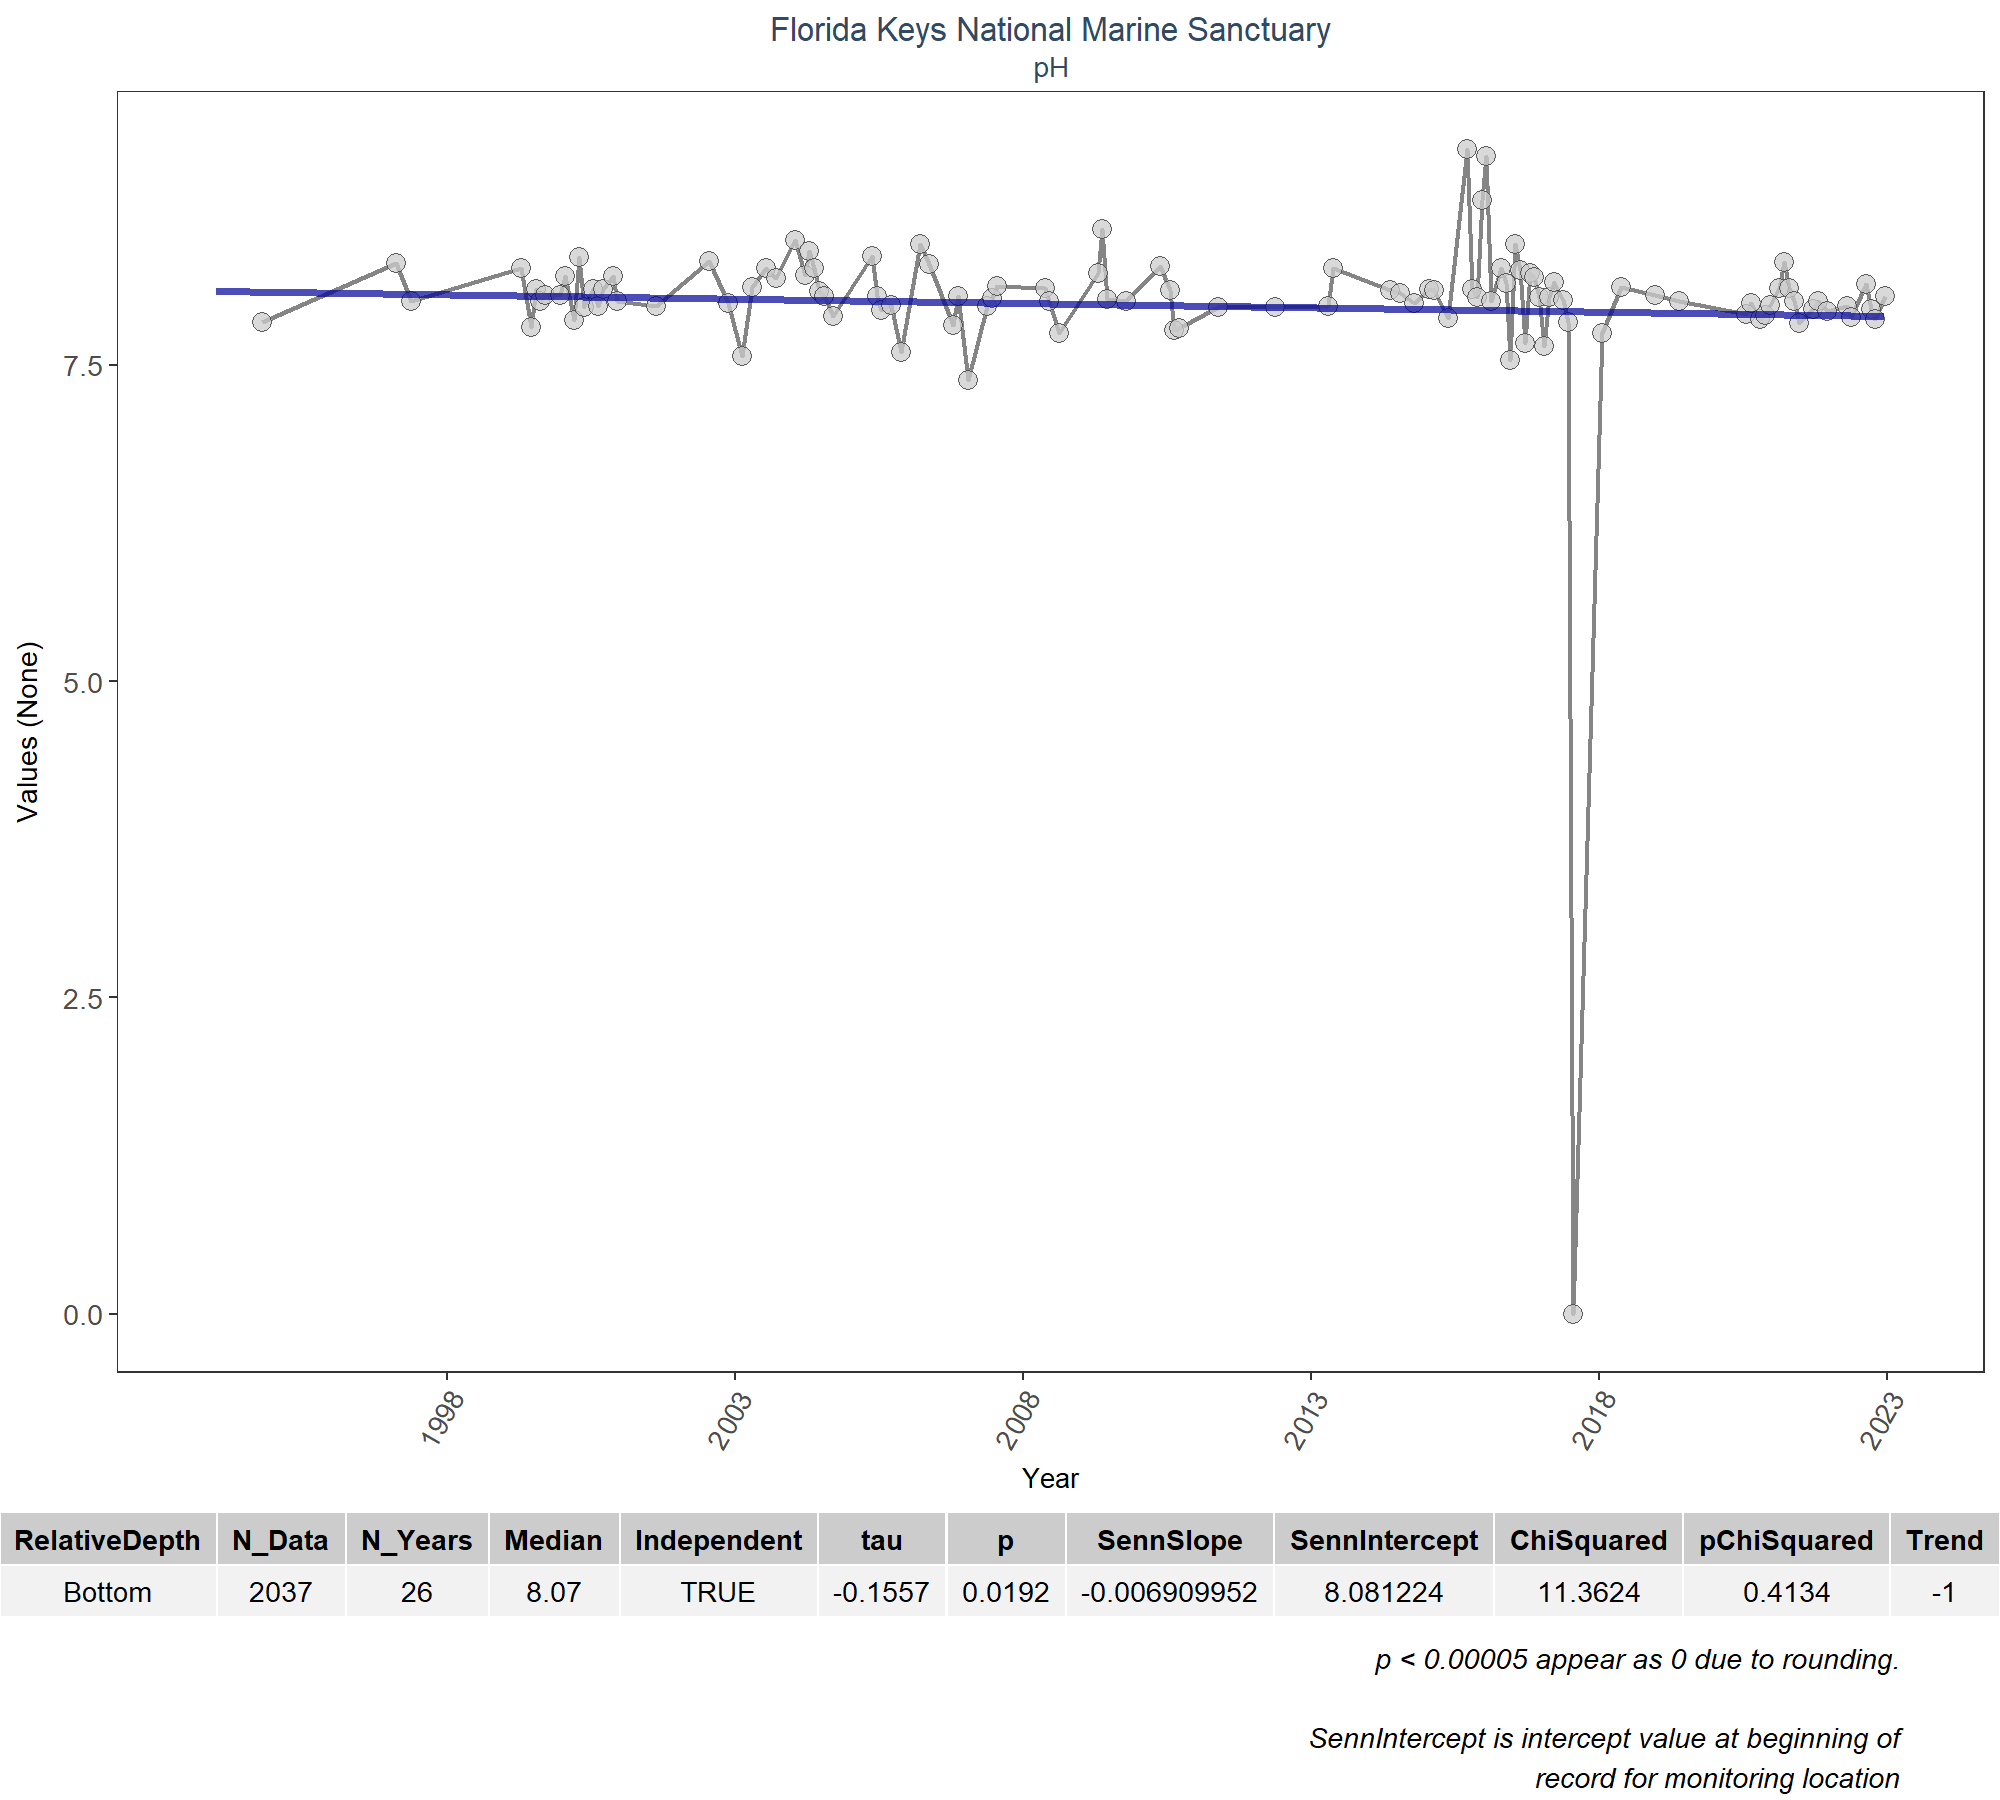 Florida Keys National Marine Sanctuary
pH
Values (None)
7.5
5.0
2.5
0.0
1998 2003 2008 2013 2018 2023
Year
RelativeDepth N_Data N_Years Median Independent tau p SennSlope SennIntercept ChiSquared pChiSquared Trend
Bottom 2037 26 8.07 TRUE -0.1557 0.0192 -0.006909952 8.081224 11.3624 0.4134 -1
p < 0.00005 appear as 0 due to rounding.
SennIntercept is intercept value at beginning of
record for monitoring location